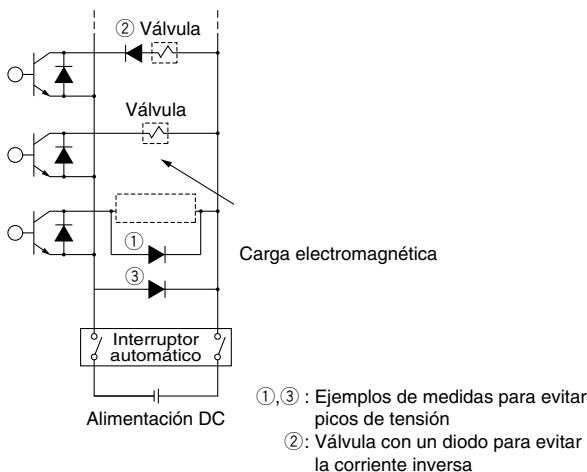 ② Válvula
Válvula
①
Carga electromagnética
③
Interruptor
automático
Alimentación DC
①,③ : Ejemplos de medidas para evitar
picos de tensión
②: Válvula con un diodo para evitar
la corriente inversa